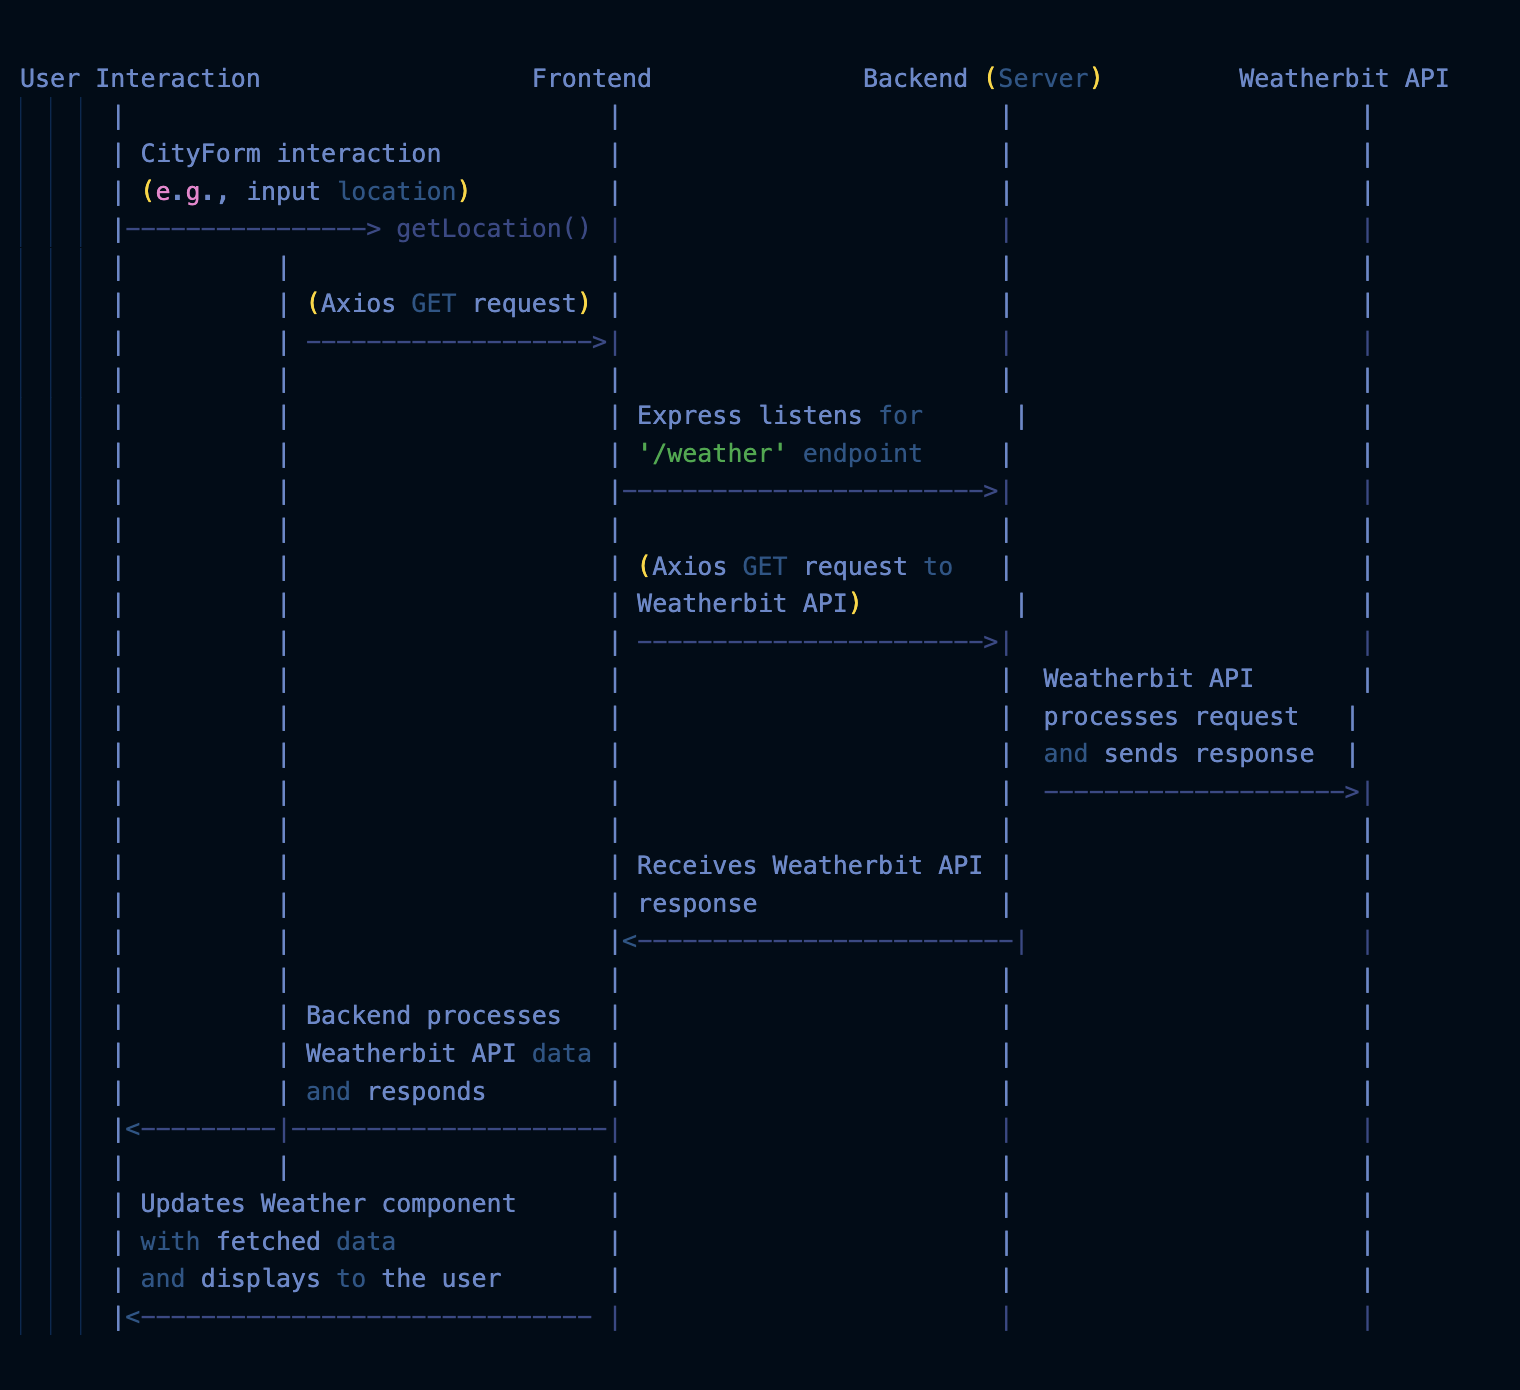 User Interaction Frontend Backend (Server) Weatherbit API
| | | |
| CityForm interaction | | |
| (e.g., input location) | | |
|----------------> getLocation() | | |
| | | | |
| | (Axios GET request) | | |
| | ------------------->| | |
| | | | |
| | | Express listens for | |
| | | '/weather' endpoint | |
| | |------------------------>| |
| | | | |
| | | (Axios GET request to | |
| | | Weatherbit API) | |
| | | ----------------------->| |
| | | | Weatherbit API |
| | | | processes request |
| | | | and sends response |
| | | | -------------------->|
| | | | |
| | | Receives Weatherbit API | |
| | | response | |
| | |<-------------------------| |
| | | | |
| | Backend processes | | |
| | Weatherbit API data | | |
| | and responds | | |
|<---------|---------------------| | |
| | | | |
| Updates Weather component | | |
| with fetched data | | |
| and displays to the user | | |
|<------------------------------ | | |